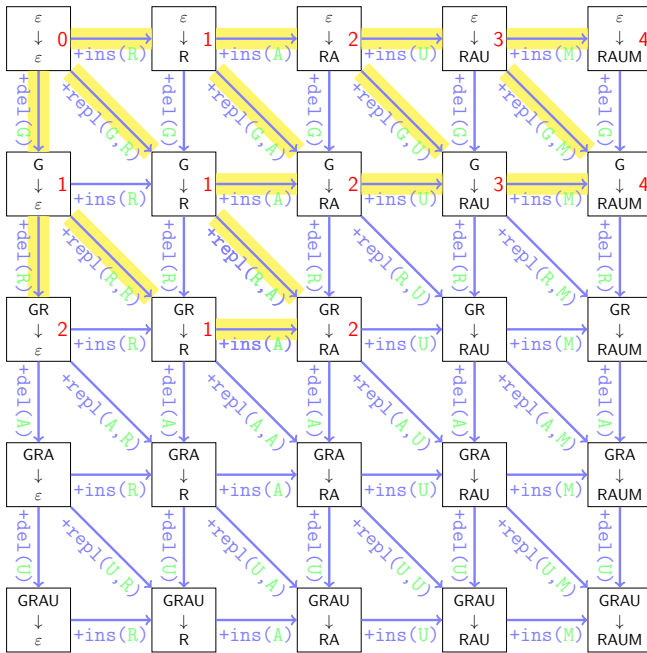 ε ε ε ε ε
↓ 0 ↓ 1 ↓ 2 ↓ 3 ↓ 4
ε +ins(R) R +ins(A) RA +ins(U) RAU +ins(M) RAUM
+del(G) +repl(G,R) +del(G) +repl(G,A) +del(G) +repl(G,U) +del(G) +repl(G,M) +del(G)
G G G G G
↓ 1 ↓ 1 ↓ 2 ↓ 3 ↓ 4
ε +ins(R) R +ins(A) RA +ins(U) RAU +ins(M) RAUM
+del(R) +repl(R,R) +del(R) +repl(R,A) +del(R) +repl(R,U) +del(R) +repl(R,M) +del(R)
GR GR GR GR GR
↓ 2 ↓ 1 ↓ 2 ↓ ↓
ε +ins(R) R +ins(A) RA +ins(U) RAU +ins(M) RAUM
+del(A) +repl(A,R) +del(A) +repl(A,A) +del(A) +repl(A,U) +del(A) +repl(A,M) +del(A)
GRA GRA GRA GRA GRA
↓ ↓ ↓ ↓ ↓
ε +ins(R) R +ins(A) RA +ins(U) RAU +ins(M) RAUM
+del(U) +repl(U,R) +del(U) +repl(U,A) +del(U) +repl(U,U) +del(U) +repl(U,M) +del(U)
GRAU GRAU GRAU GRAU GRAU
↓ ↓ ↓ ↓ ↓
ε +ins(R) R +ins(A) RA +ins(U) RAU +ins(M) RAUM